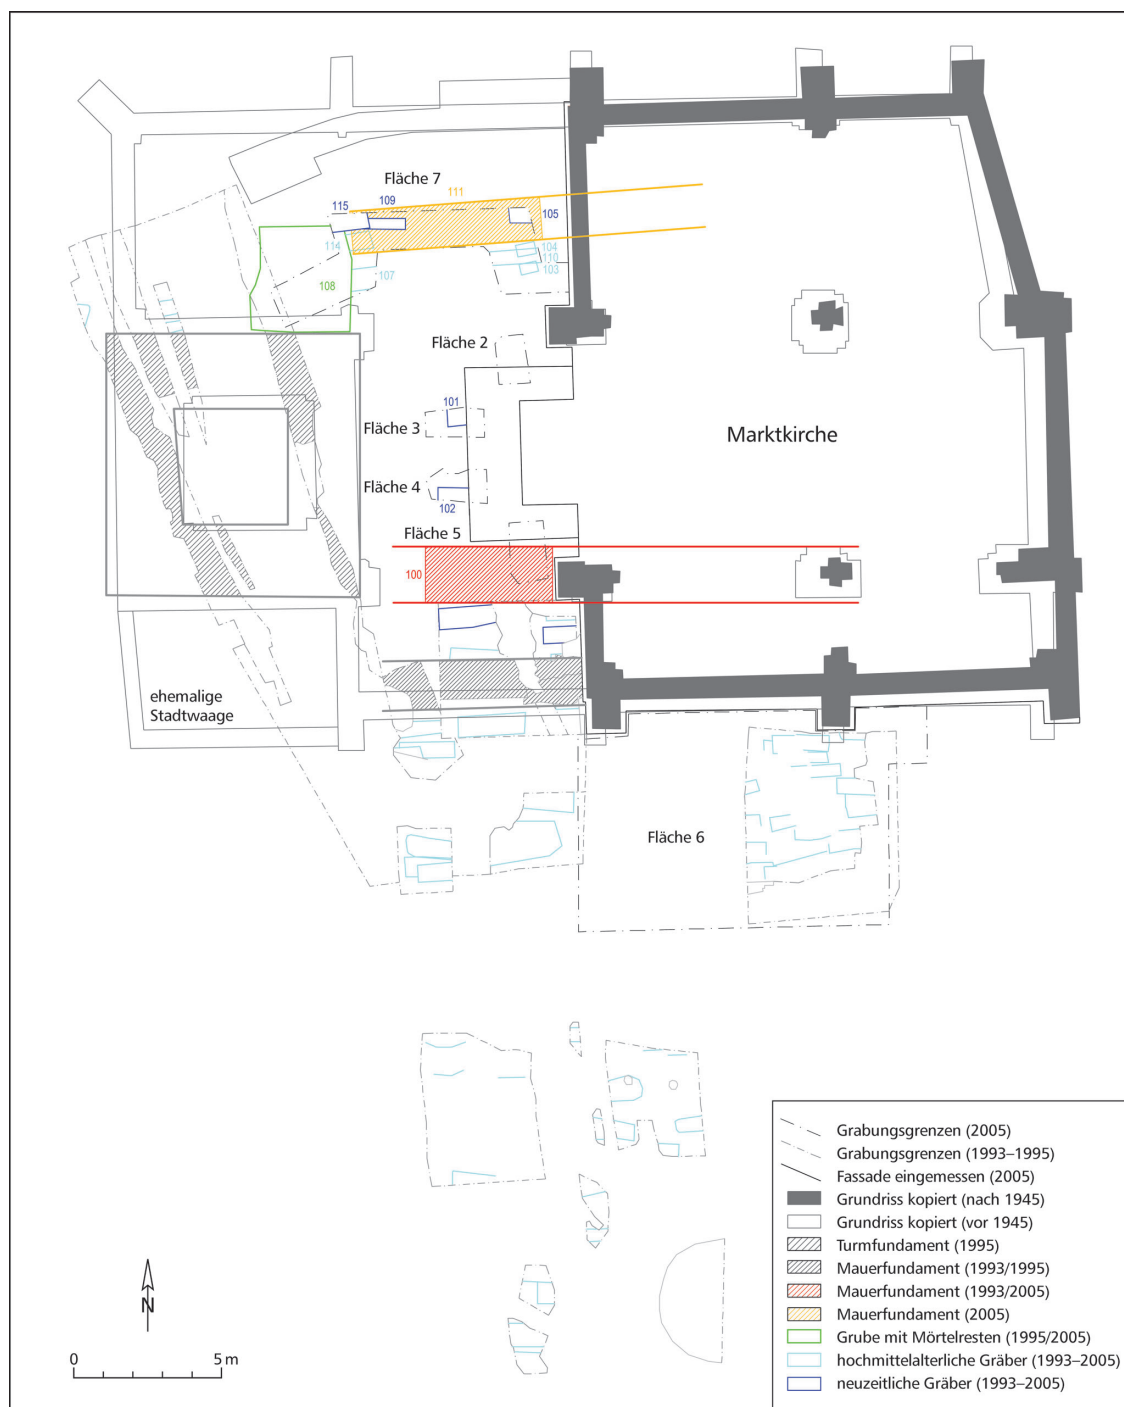 Fläche 7
111
115
109
105
114
104
110
103
107
108
Fläche 2
101
Fläche 3
Marktkirche
Fläche 4
102
Fläche 5
100
ehemalige
Stadtwaage
Fläche 6
Grabungsgrenzen (2005)
Grabungsgrenzen (1993–1995)
Fassade eingemessen (2005)
Grundriss kopiert (nach 1945)
Grundriss kopiert (vor 1945)
Turmfundament (1995)
Mauerfundament (1993/1995)
Mauerfundament (1993/2005)
Mauerfundament (2005)
Grube mit Mörtelresten (1995/2005)
hochmittelalterliche Gräber (1993–2005)
neuzeitliche Gräber (1993–2005)
N
0 5 m